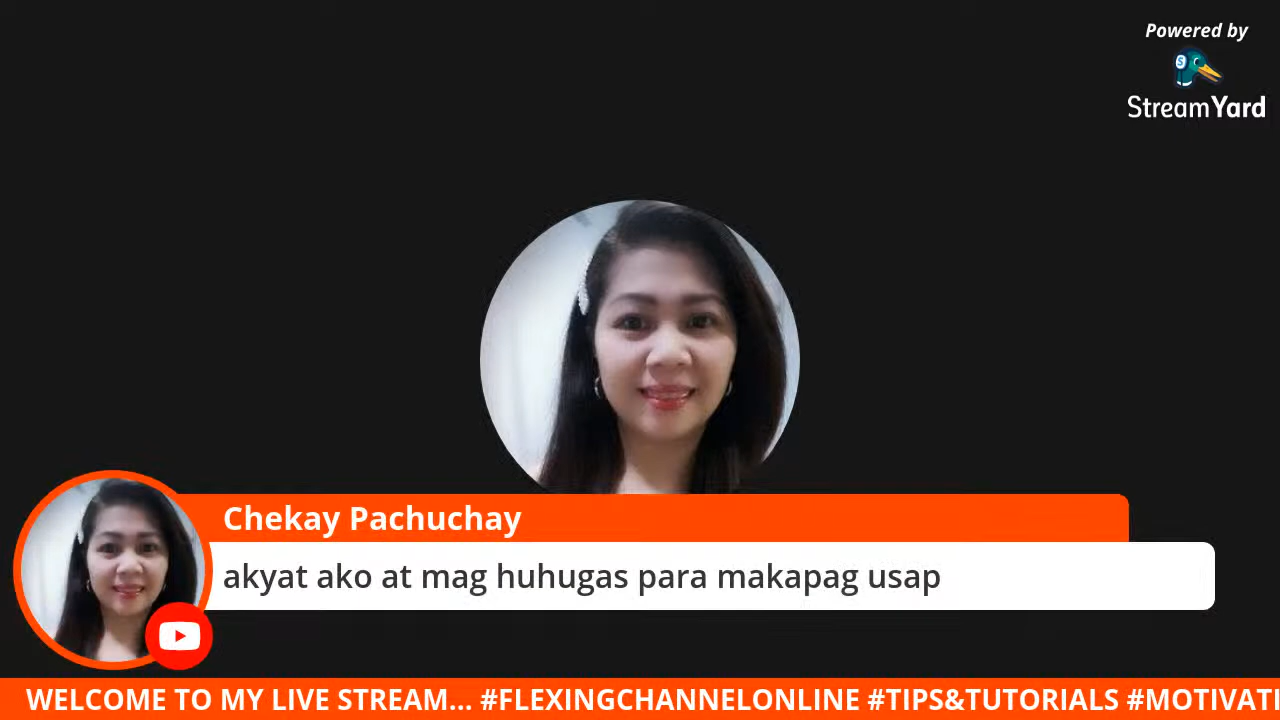 Powered by
StreamYard
Chekay Pachuchay
akyat ako at mag huhugas para makapag usap
WELCOME TO MY LIVE STREAM... #FLEXINGCHANNELONLINE #TIPS&TUTORIALS #MOTIVATI